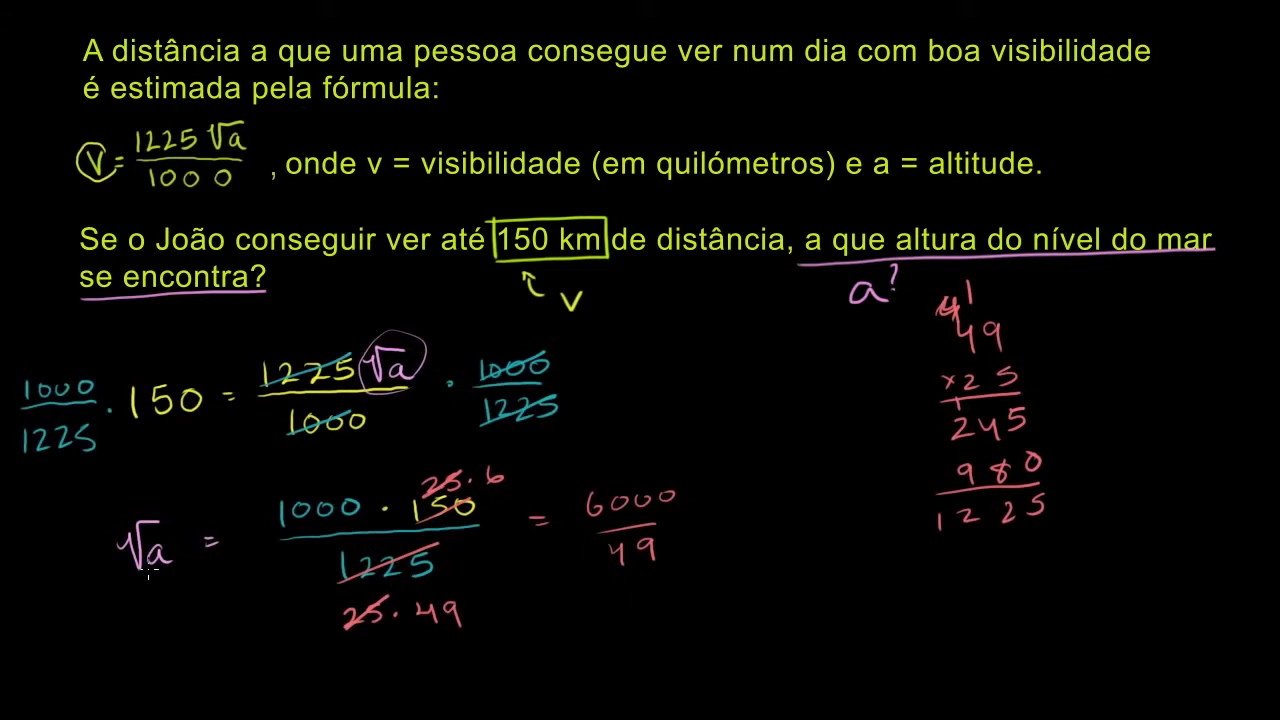 A distância a que uma pessoa consegue ver num dia com boa visibilidade
é estimada pela fórmula:
v = 1225 √a / 1000 , onde v = visibilidade (em quilómetros) e a = altitude.
Se o João conseguir ver até 150 km de distância, a que altura do nível do mar
se encontra?
v
a?
1000/1225 · 150 = 1225 √a / 1000 · 1000/1225
√a = 1000 · 150 / 1225 = 6000/49
25 · 6
25 · 49
4 1
49
×25
1
245
980
1225